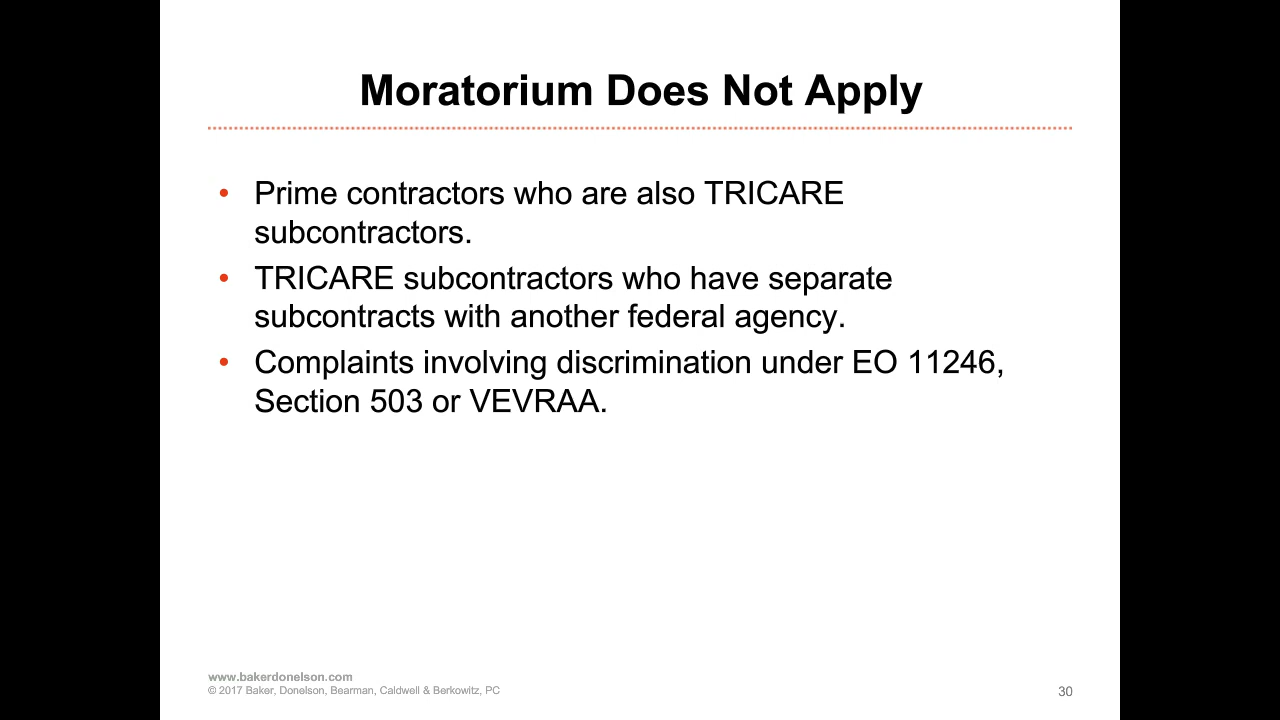 Moratorium Does Not Apply
• Prime contractors who are also TRICARE
subcontractors.
• TRICARE subcontractors who have separate
subcontracts with another federal agency.
• Complaints involving discrimination under EO 11246,
Section 503 or VEVRAA.
www.bakerdonelson.com
© 2017 Baker, Donelson, Bearman, Caldwell & Berkowitz, PC
30